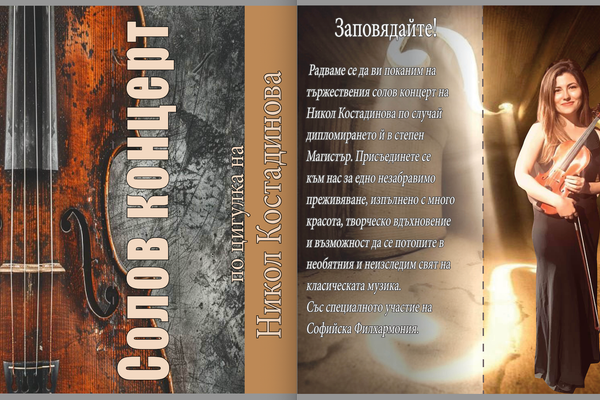 СОЛОВ КОНЦЕРТ
по цигулка на
Никол Костадинова
Заповядайте!
Радваме се да ви поканим на
тържествения солов концерт на
Никол Костадинова по случай
дипломирането ѝ в степен
Магистър. Присъединете се
към нас за едно незабравимо
преживяване, изпълнено с много
красота, творческо вдъхновение
и възможност да се потопите в
необятния и неизследим свят на
класическата музика.
Със специалното участие на
Софийска Филхармония.